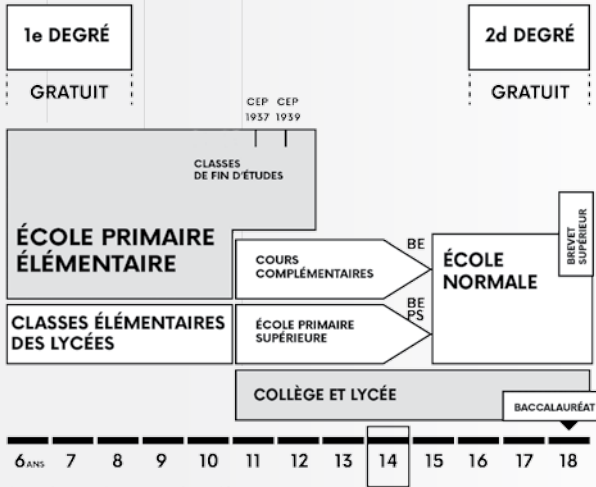 1e DEGRÉ
2d DEGRÉ
GRATUIT
GRATUIT
CEP
1937
CEP
1939
CLASSES
DE FIN D'ÉTUDES
ÉCOLE PRIMAIRE
ÉLÉMENTAIRE
COURS
COMPLÉMENTAIRES
BE
ÉCOLE
NORMALE
BREVET
SUPÉRIEUR
CLASSES ÉLÉMENTAIRES
DES LYCÉES
ÉCOLE PRIMAIRE
SUPÉRIEURE
BE
PS
COLLÈGE ET LYCÉE
BACCALAURÉAT
6 ANS 7 8 9 10 11 12 13 14 15 16 17 18